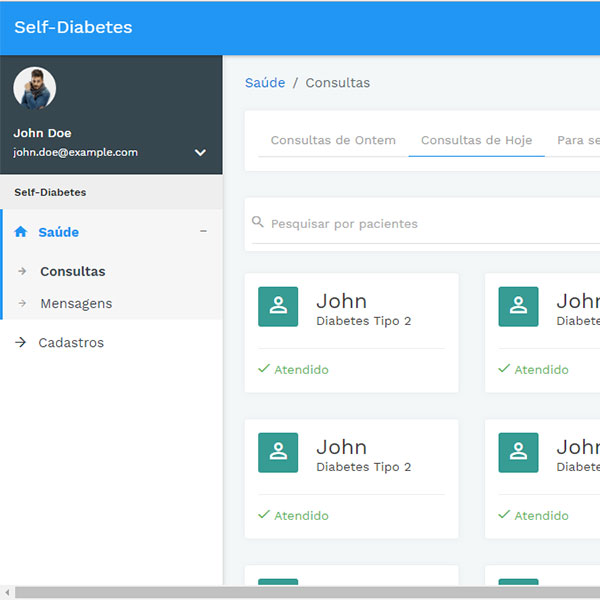 Self-Diabetes
John Doe
john.doe@example.com
Self-Diabetes
Saúde
Consultas
Mensagens
Cadastros
Saúde / Consultas
Consultas de Ontem Consultas de Hoje Para se
Pesquisar por pacientes
John
Diabetes Tipo 2
Atendido
John
Diabete
Atendido
John
Diabetes Tipo 2
Atendido
John
Diabete
Atendido